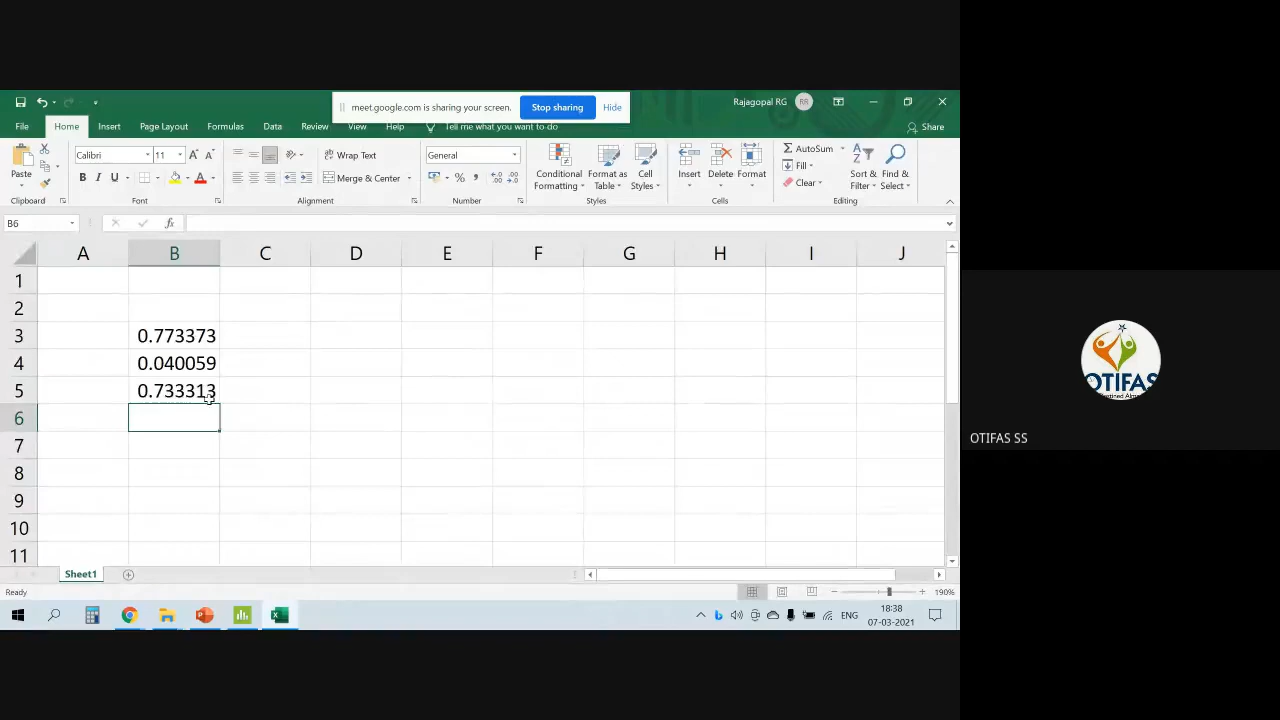 meet.google.com is sharing your screen. Stop sharing Hide
Rajagopal RG RR
File Home Insert Page Layout Formulas Data Review View Help Tell me what you want to do Share
Paste
Calibri 11 A A
B I U A
Wrap Text
Merge & Center
General
% , 
Conditional Formatting
Format as Table
Cell Styles
Insert Delete Format
AutoSum
Fill
Clear
Sort & Filter
Find & Select
Clipboard Font Alignment Number Styles Cells Editing
B6 fx
A B C D E F G H I J
1
2
3 0.773373
4 0.040059
5 0.733313
6
7
8
9
10
11
Sheet1
Ready 190%
ENG
18:38
07-03-2021
OTIFAS
OTIFAS SS